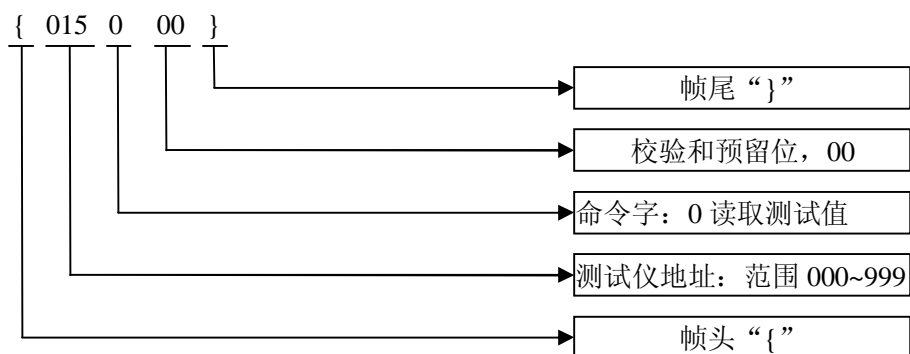 { 015 0 00 }
帧尾“}”
校验和预留位，00
命令字：0 读取测试值
测试仪地址：范围 000~999
帧头“{”